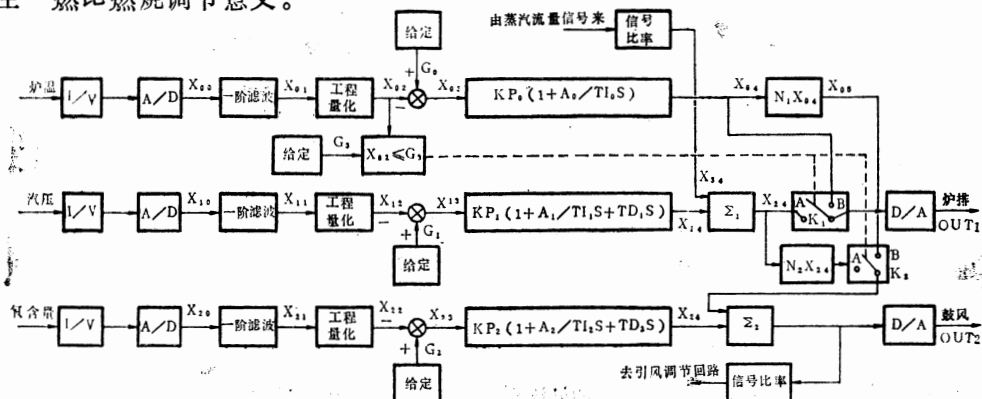 燃比燃烧调节意义。
由蒸汽流量信号来
信号
比率
给定
+ G₀
炉温
I/V
A/D
X₀₀
一阶滤波
X₀₁
工程
量化
X₀₂
−
X₀₃
KP₀(1+A₀/TI₀S)
X₀₄
N₁X₀₄
X₀₅
给定
G₃
X₀₂≤G₃
X₃₄
汽压
I/V
A/D
X₁₀
一阶滤波
X₁₁
工程
量化
X₁₂
−
X¹³
KP₁(1+A₁/TI₁S+TD₁S)
X₁₄
Σ₁
X₂₄
A
K₁
B
D/A
炉排
OUT1
+ G₁
给定
N₂X₂₄
A
B
K₂
氧含量
I/V
A/D
X₂₀
一阶滤波
X₂₁
工程
量化
X₂₂
−
X₂₃
KP₂(1+A₂/TI₂S+TD₂S)
X₂₄
Σ₂
D/A
鼓风
OUT2
+ G₂
给定
去引风调节回路
信号比率